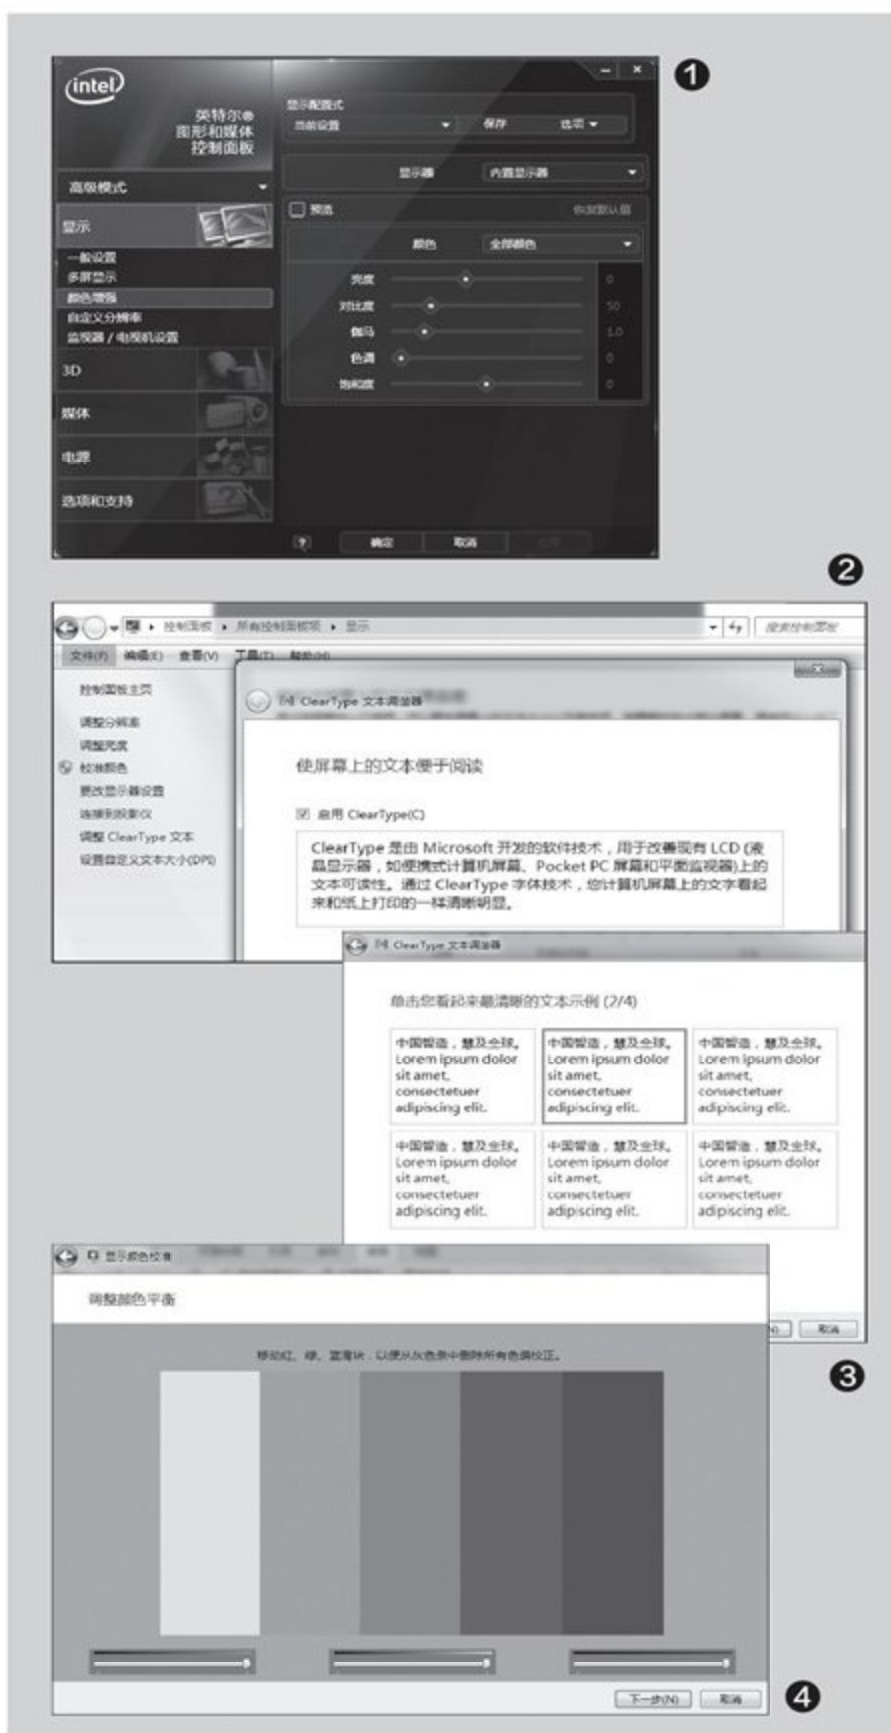 ❶
intel
英特尔®
图形和媒体
控制面板
显示配置式
当前设置 保存 选项
高级模式
显示器 内置显示器
显示
预览 恢复默认值
颜色 全部颜色
一般设置
多屏显示
颜色增强
自定义分辨率
监视器 / 电视机设置
亮度 0
对比度 50
伽马 1.0
色调 0
饱和度 0
3D
媒体
电源
选项和支持
? 确定 取消
❷
控制面板 所有控制面板项 显示 搜索控制面板
文件(F) 编辑(E) 查看(V) 工具(T) 帮助(H)
控制面板主页
调整分辨率
调整亮度
校准颜色
更改显示器设置
连接到投影仪
调整 ClearType 文本
设置自定义文本大小(DPI)
ClearType 文本调谐器
使屏幕上的文本便于阅读
启用 ClearType(C)
ClearType 是由 Microsoft 开发的软件技术，用于改善现有 LCD (液
晶显示器，如便携式计算机屏幕、Pocket PC 屏幕和平面监视器)上的
文本可读性。通过 ClearType 字体技术，您计算机屏幕上的文字看起
来和纸上打印的一样清晰明显。
ClearType 文本调谐器
单击您看起来最清晰的文本示例 (2/4)
中国智造，慧及全球。 中国智造，慧及全球。 中国智造，慧及全球。
Lorem ipsum dolor Lorem ipsum dolor Lorem ipsum dolor
sit amet, sit amet, sit amet,
consectetuer consectetuer consectetuer
adipiscing elit. adipiscing elit. adipiscing elit.
中国智造，慧及全球。 中国智造，慧及全球。 中国智造，慧及全球。
Lorem ipsum dolor Lorem ipsum dolor Lorem ipsum dolor
sit amet, sit amet, sit amet,
consectetuer consectetuer consectetuer
adipiscing elit. adipiscing elit. adipiscing elit.
N) 取消
❸
显示颜色校准
调整颜色平衡
移动红、绿、蓝滑块，以便从灰色条中删除所有色调校正。
下一步(N) 取消
❹